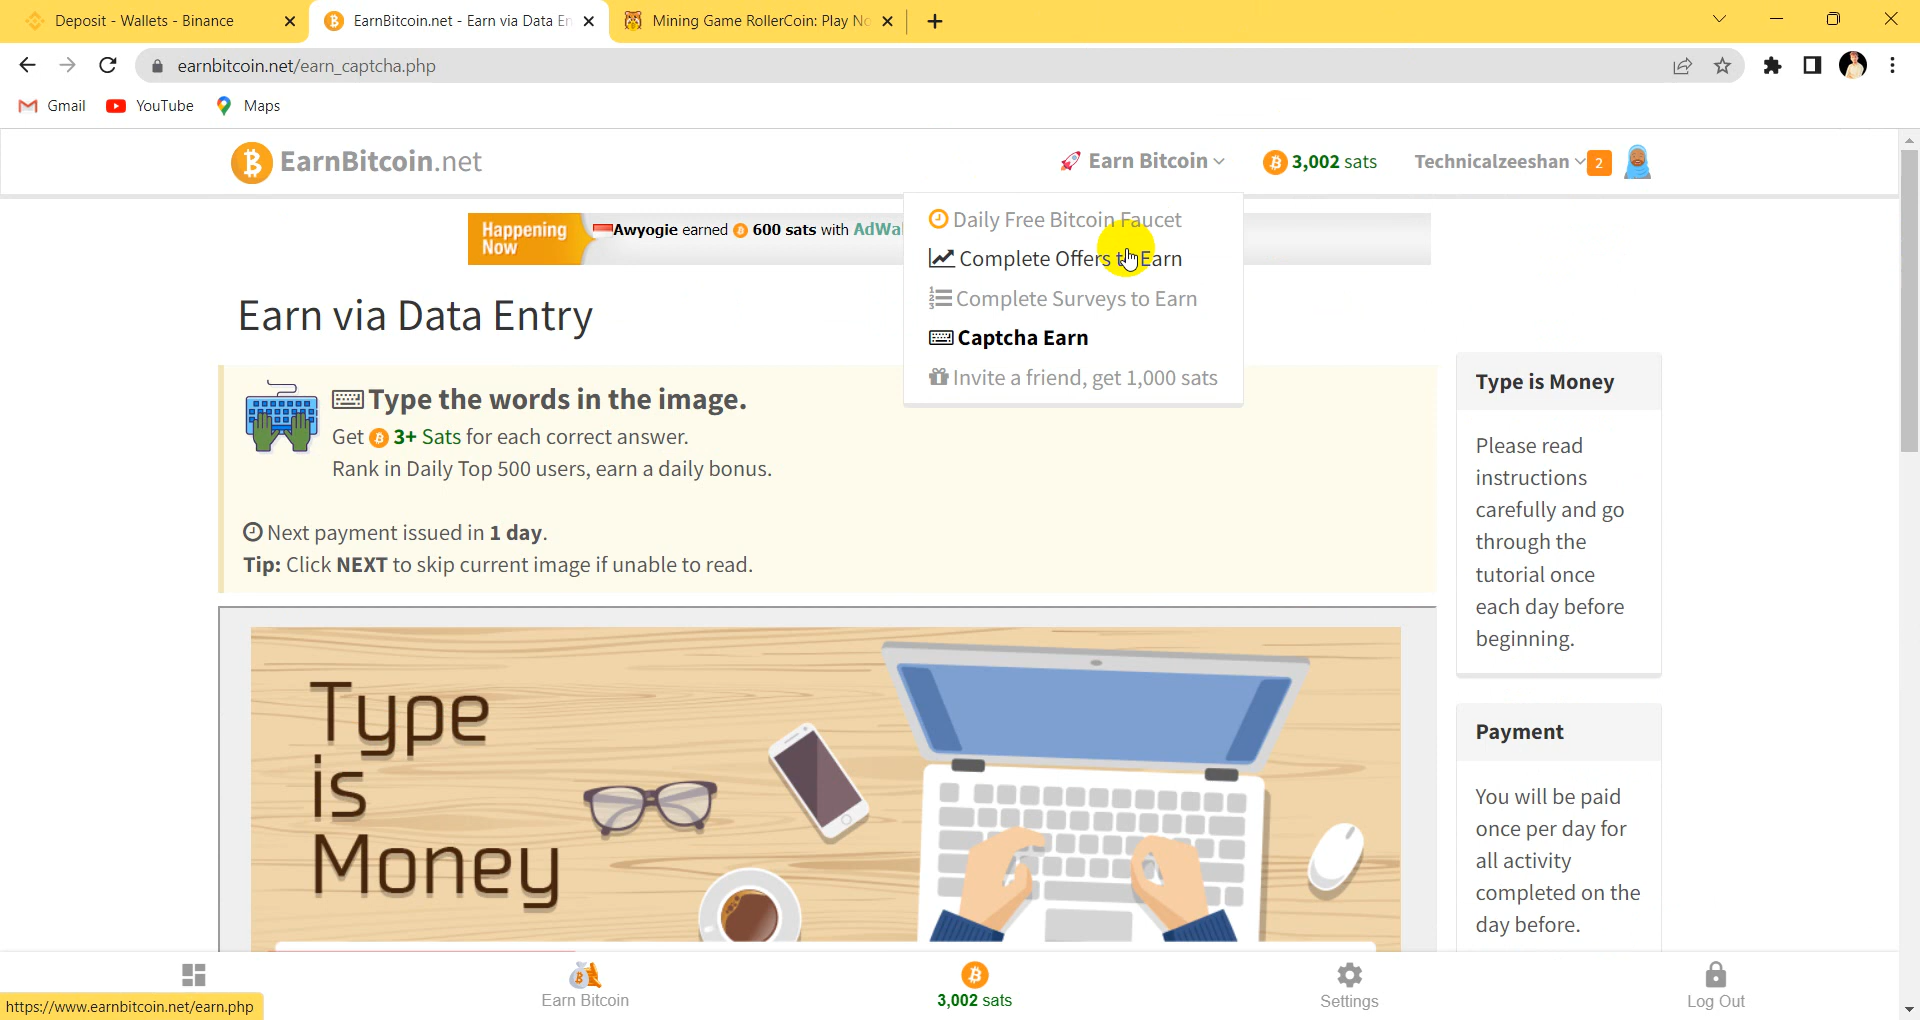 Deposit - Wallets - Binance
EarnBitcoin.net - Earn via Data En
Mining Game RollerCoin: Play No
earnbitcoin.net/earn_captcha.php
Gmail
YouTube
Maps
EarnBitcoin.net
Earn Bitcoin
3,002 sats
Technicalzeeshan
2
Happening
Now
Awyogie earned 600 sats with AdWal
Daily Free Bitcoin Faucet
Complete Offers to Earn
Complete Surveys to Earn
Captcha Earn
Invite a friend, get 1,000 sats
Earn via Data Entry
Type the words in the image.
Get 3+ Sats for each correct answer.
Rank in Daily Top 500 users, earn a daily bonus.
Next payment issued in 1 day.
Tip: Click NEXT to skip current image if unable to read.
Type is Money
Please read
instructions
carefully and go
through the
tutorial once
each day before
beginning.
Type
is
Money
Payment
You will be paid
once per day for
all activity
completed on the
day before.
Earn Bitcoin
3,002 sats
Settings
Log Out
https://www.earnbitcoin.net/earn.php